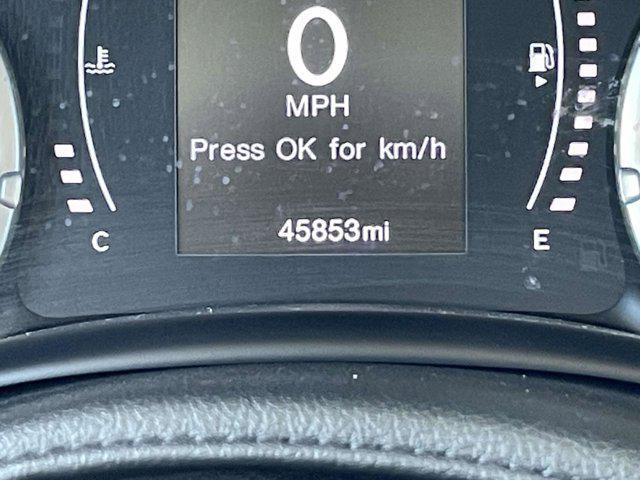 0
MPH
Press OK for km/h
45853mi
C
E